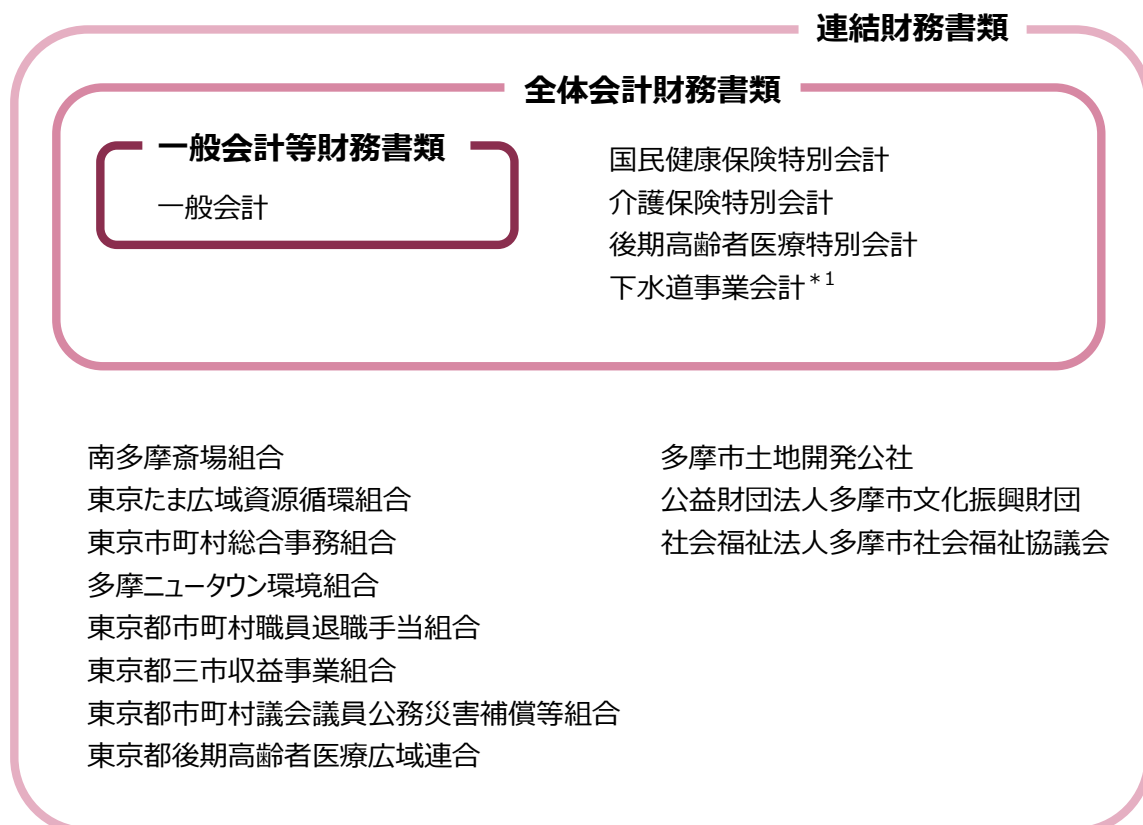 連結財務書類
全体会計財務書類
一般会計等財務書類
一般会計
国民健康保険特別会計
介護保険特別会計
後期高齢者医療特別会計
下水道事業会計*1
南多摩斎場組合
東京たま広域資源循環組合
東京市町村総合事務組合
多摩ニュータウン環境組合
東京都市町村職員退職手当組合
東京都三市収益事業組合
東京都市町村議会議員公務災害補償等組合
東京都後期高齢者医療広域連合
多摩市土地開発公社
公益財団法人多摩市文化振興財団
社会福祉法人多摩市社会福祉協議会